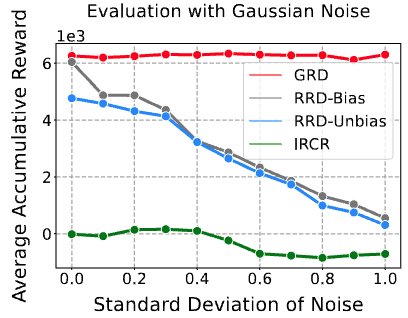 Evaluation with Gaussian Noise
1e3
Average Accumulative Reward
6
4
2
0
GRD
RRD-Bias
RRD-Unbias
IRCR
0.0 0.2 0.4 0.6 0.8 1.0
Standard Deviation of Noise